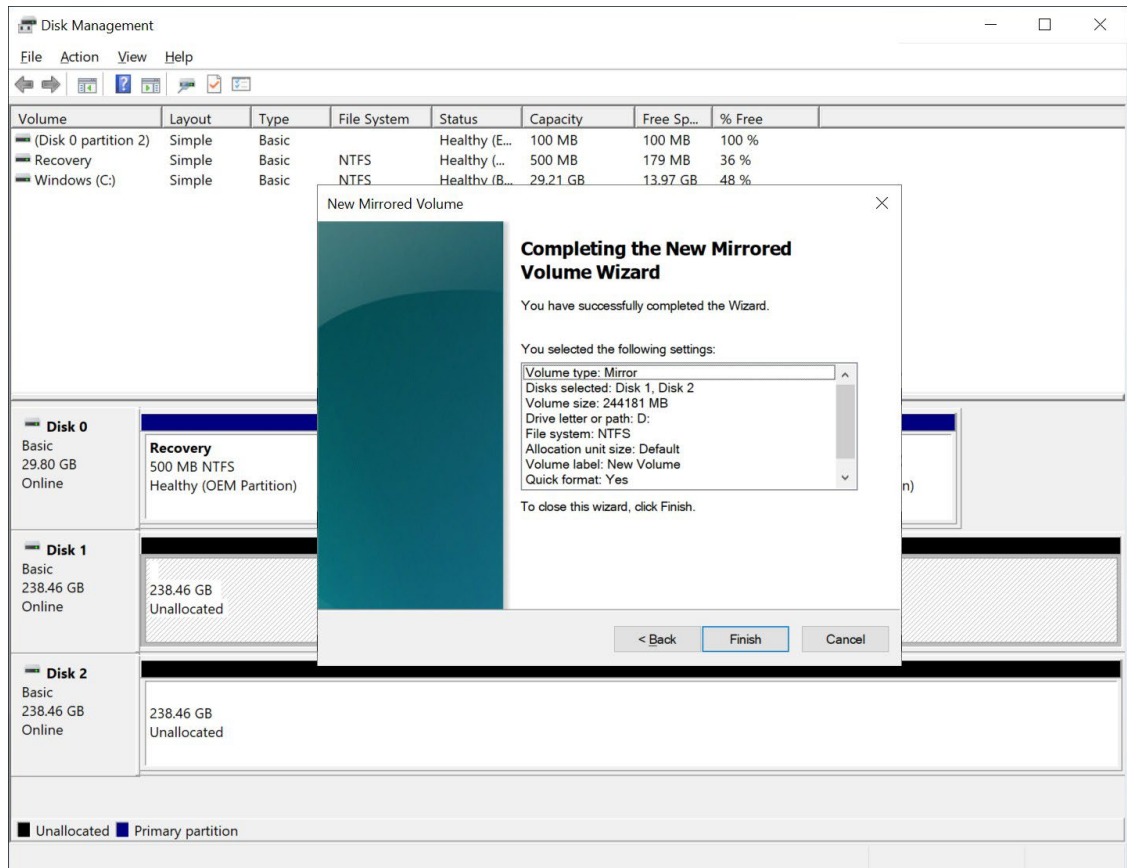 Disk Management
File Action View Help
Volume Layout Type File System Status Capacity Free Sp... % Free
(Disk 0 partition 2) Simple Basic Healthy (E... 100 MB 100 MB 100 %
Recovery Simple Basic NTFS Healthy (... 500 MB 179 MB 36 %
Windows (C:) Simple Basic NTFS Healthy (B... 29.21 GB 13.97 GB 48 %
New Mirrored Volume
Completing the New Mirrored
Volume Wizard
You have successfully completed the Wizard.
You selected the following settings:
Volume type: Mirror
Disks selected: Disk 1, Disk 2
Volume size: 244181 MB
Drive letter or path: D:
File system: NTFS
Allocation unit size: Default
Volume label: New Volume
Quick format: Yes
To close this wizard, click Finish.
< Back Finish Cancel
Disk 0
Basic
29.80 GB
Online
Recovery
500 MB NTFS
Healthy (OEM Partition)
n)
Disk 1
Basic
238.46 GB
Online
238.46 GB
Unallocated
Disk 2
Basic
238.46 GB
Online
238.46 GB
Unallocated
Unallocated Primary partition